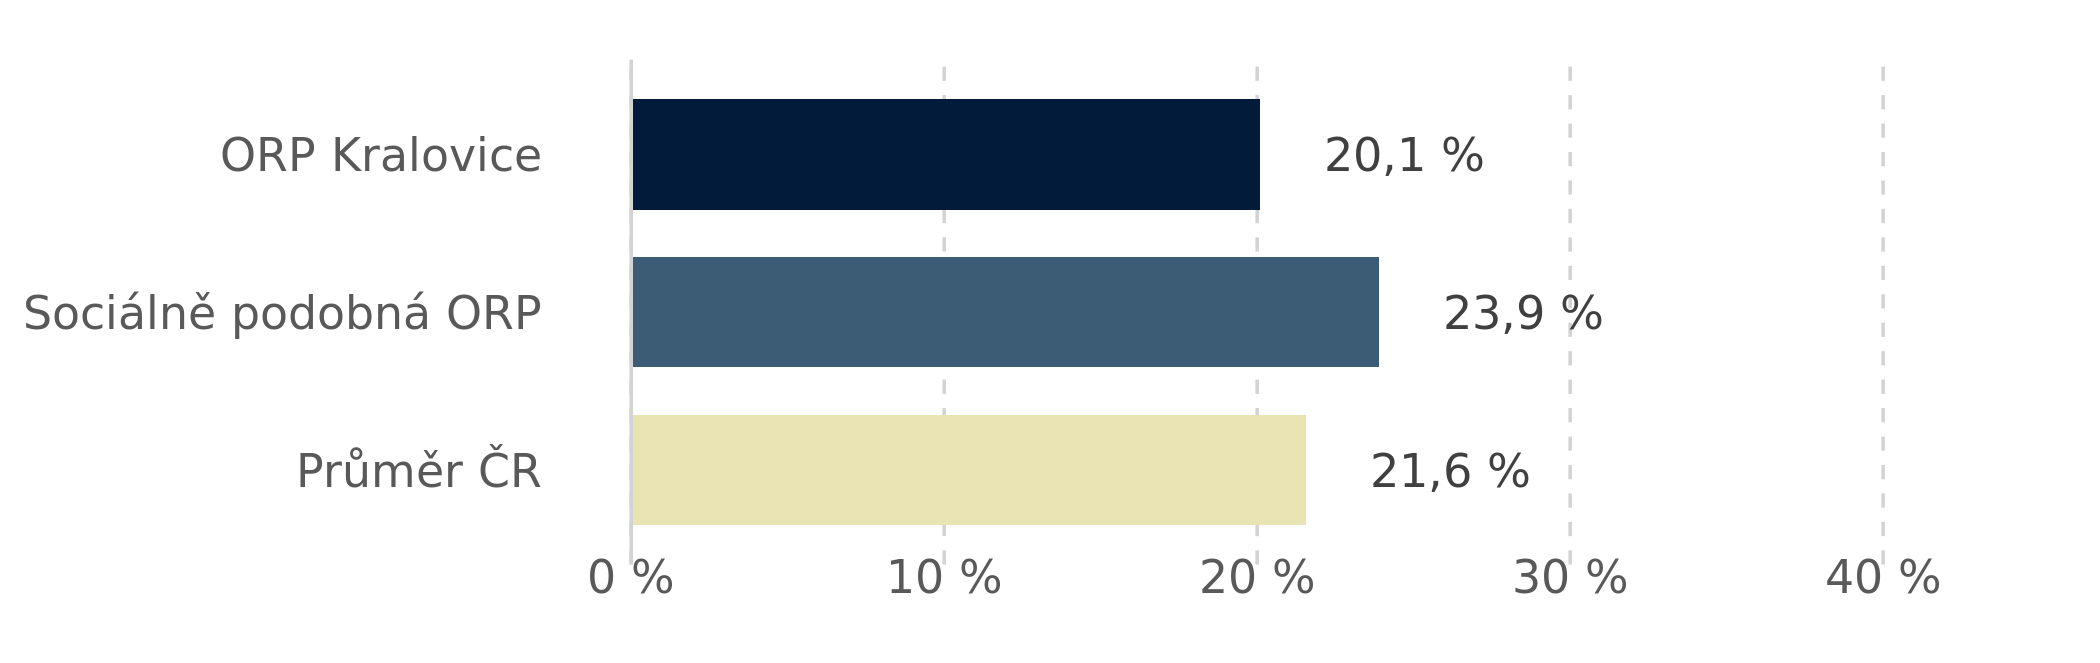 ORP Kralovice 20,1 %
Sociálně podobná ORP 23,9 %
Průměr ČR 21,6 %
0 % 10 % 20 % 30 % 40 %